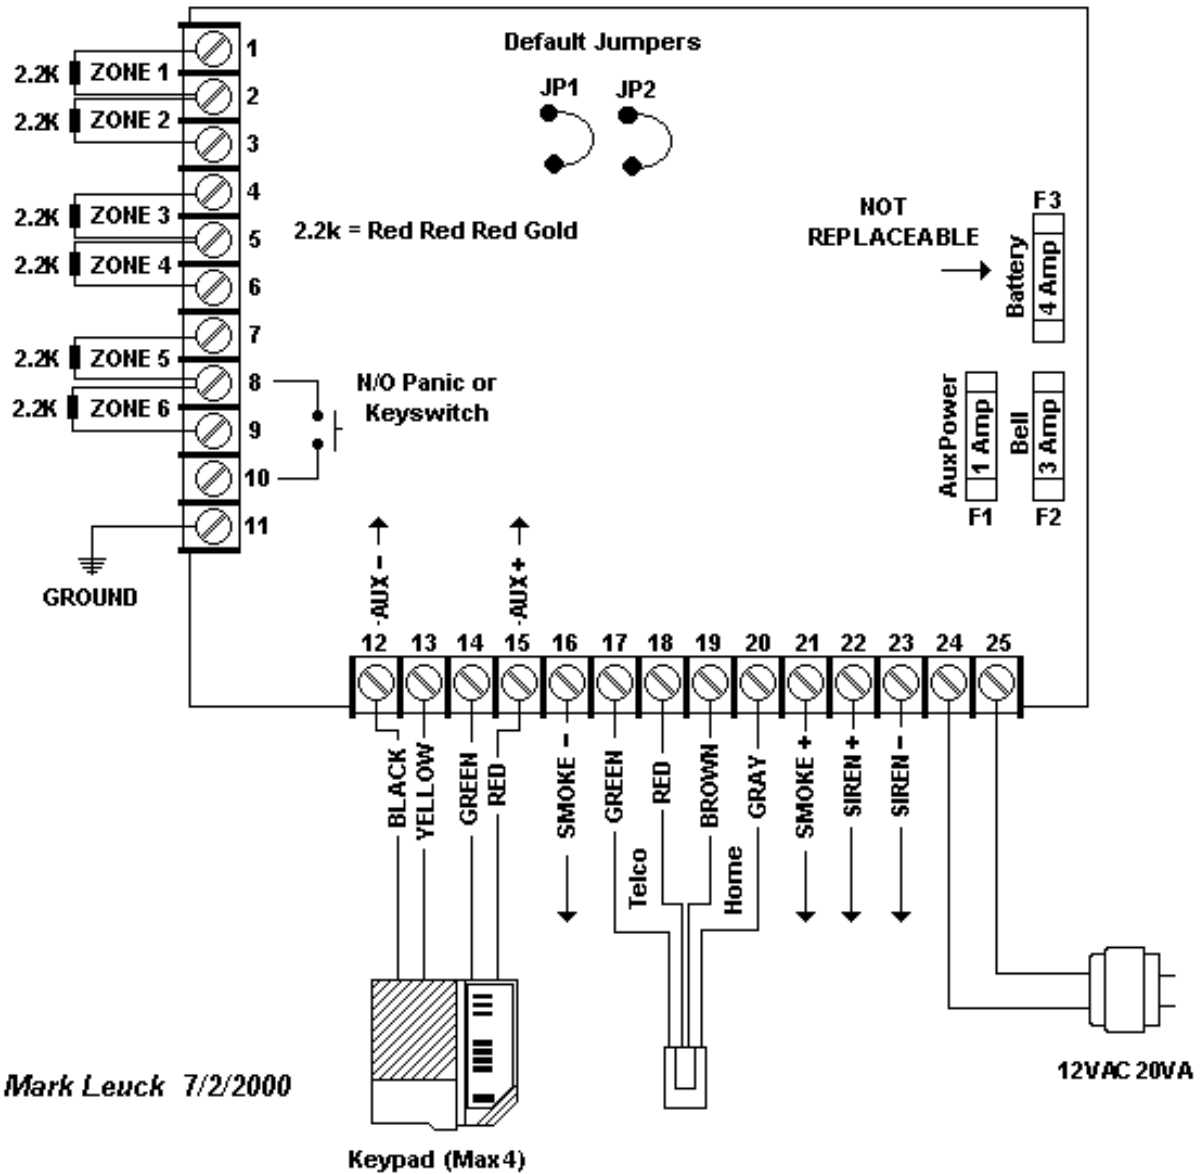 Default Jumpers
JP1 JP2
1
2.2K ZONE 1
2
2.2K ZONE 2
3
4
2.2K ZONE 3
5
2.2K ZONE 4
6
7
2.2K ZONE 5
8
2.2K ZONE 6
9
10
11
GROUND
2.2k = Red Red Red Gold
N/O Panic or
Keyswitch
NOT
REPLACEABLE
F3
Battery
4 Amp
AuxPower
1 Amp
F1
Bell
3 Amp
F2
AUX -
AUX +
12 13 14 15 16 17 18 19 20 21 22 23 24 25
BLACK
YELLOW
GREEN
RED
SMOKE -
GREEN
RED
BROWN
GRAY
SMOKE +
SIREN +
SIREN -
Telco
Home
12VAC 20VA
Mark Leuck 7/2/2000
Keypad (Max4)